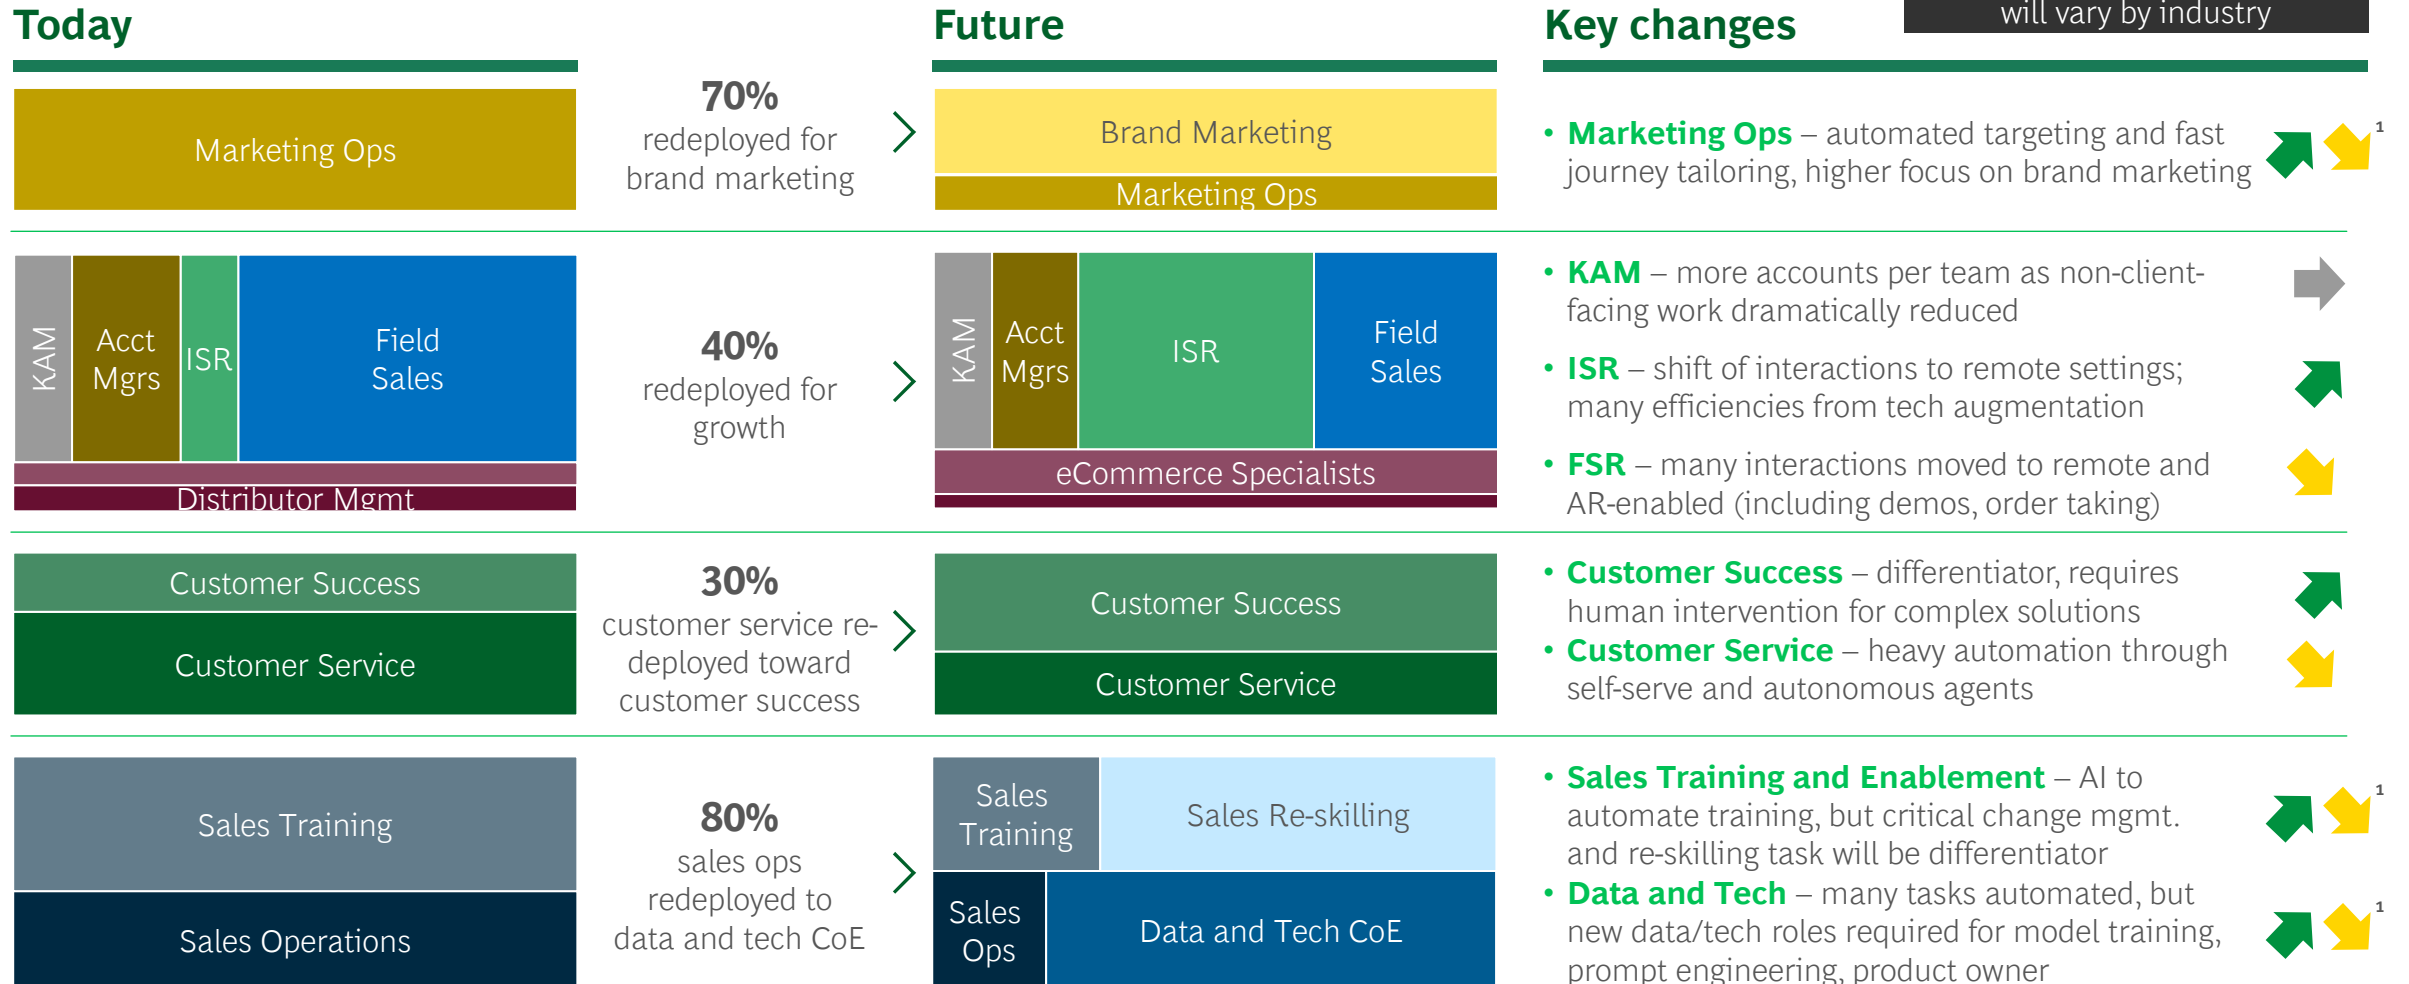 Today
Future
Key changes
will vary by industry
Marketing Ops
70%
redeployed for
brand marketing
Brand Marketing
Marketing Ops
• Marketing Ops – automated targeting and fast
journey tailoring, higher focus on brand marketing
1
KAM
Acct
Mgrs
ISR
Field
Sales
Distributor Mgmt
40%
redeployed for
growth
KAM
Acct
Mgrs
ISR
Field
Sales
eCommerce Specialists
• KAM – more accounts per team as non-client-
facing work dramatically reduced
• ISR – shift of interactions to remote settings;
many efficiencies from tech augmentation
• FSR – many interactions moved to remote and
AR-enabled (including demos, order taking)
Customer Success
Customer Service
30%
customer service re-
deployed toward
customer success
Customer Success
Customer Service
• Customer Success – differentiator, requires
human intervention for complex solutions
• Customer Service – heavy automation through
self-serve and autonomous agents
Sales Training
Sales Operations
80%
sales ops
redeployed to
data and tech CoE
Sales
Training
Sales Re-skilling
Sales
Ops
Data and Tech CoE
• Sales Training and Enablement – AI to
automate training, but critical change mgmt.
and re-skilling task will be differentiator
1
• Data and Tech – many tasks automated, but
new data/tech roles required for model training,
prompt engineering, product owner
1